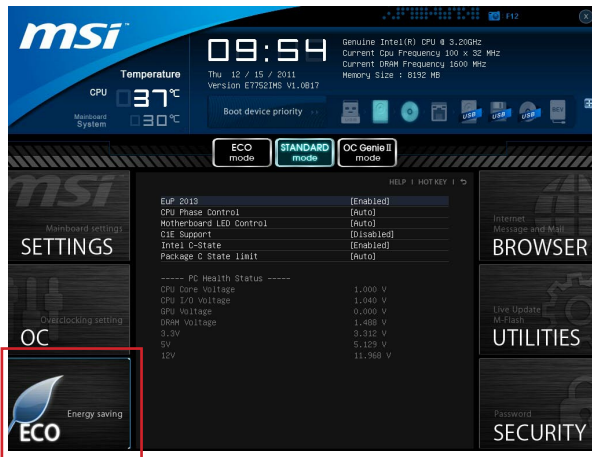 msi
F12
X
Temperature
CPU 37°C
Mainboard
System 30°C
09:54
Thu 12 / 15 / 2011
Version E7752IMS V1.0B17
Genuine Intel(R) CPU @ 3.20GHz
Current Cpu Frequency 100 x 32 MHz
Current DRAM Frequency 1600 MHz
Memory Size : 8192 MB
Boot device priority
USB USB USB
ECO
mode
STANDARD
mode
OC Genie II
mode
HELP | HOT KEY |
msi
Mainboard settings
SETTINGS
Overclocking setting
OC
Energy saving
ECO
EuP 2013 [Enabled]
CPU Phase Control [Auto]
Motherboard LED Control [Auto]
C1E Support [Disabled]
Intel C-State [Enabled]
Package C State limit [Auto]
----- PC Health Status -----
CPU Core Voltage 1.000 V
CPU I/O Voltage 1.040 V
GPU Voltage 0.000 V
DRAM Voltage 1.488 V
3.3V 3.312 V
5V 5.129 V
12V 11.968 V
Internet
Message and Mail
BROWSER
Live Update
M-Flash
UTILITIES
Password
SECURITY